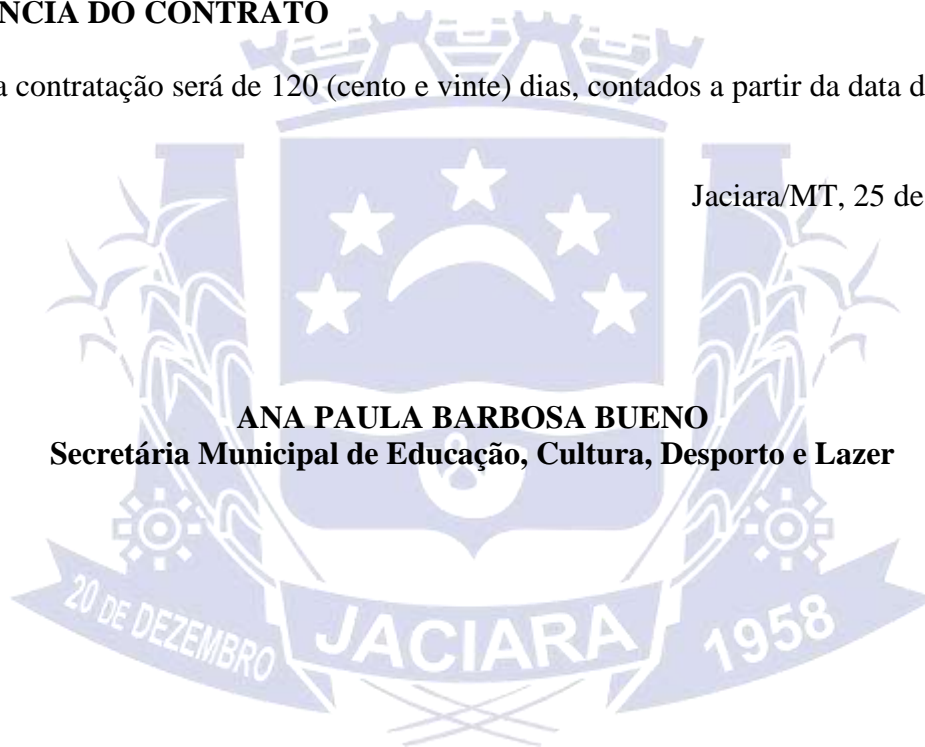 NCIA DO CONTRATO
a contratação será de 120 (cento e vinte) dias, contados a partir da data d
Jaciara/MT, 25 de
ANA PAULA BARBOSA BUENO
Secretária Municipal de Educação, Cultura, Desporto e Lazer
20 DE DEZEMBRO
JACIARA
1958